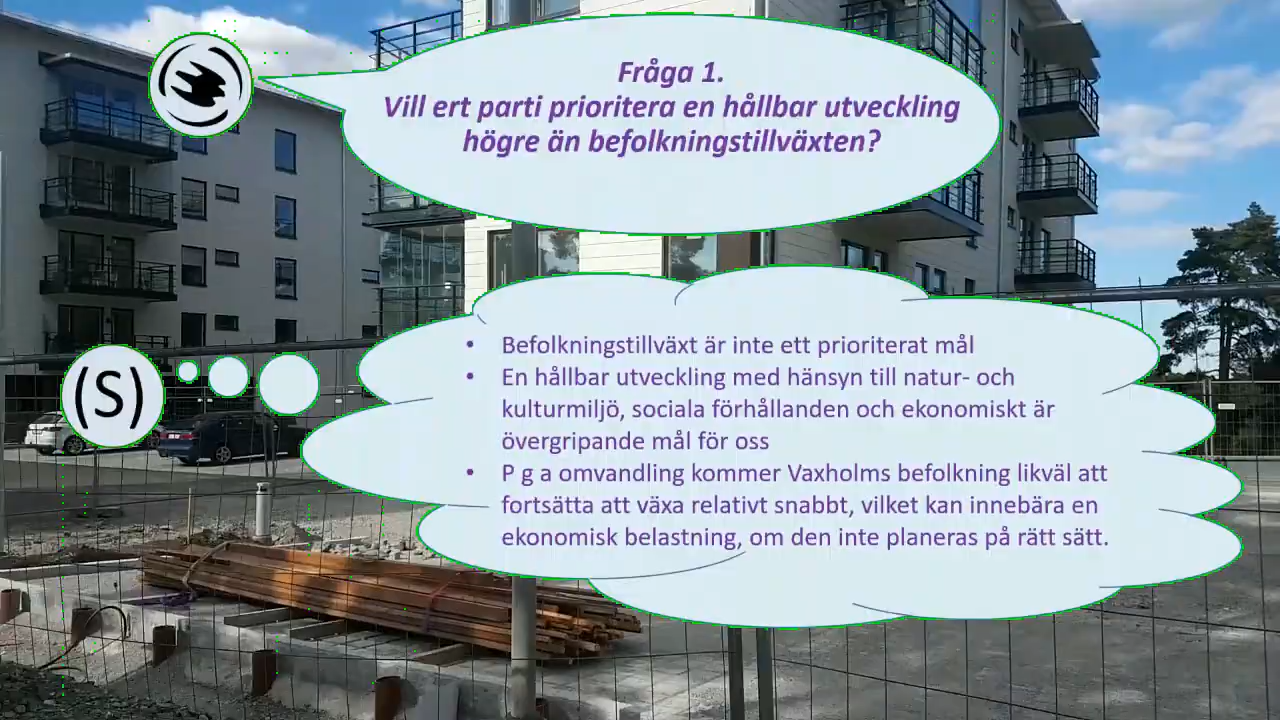 Fråga 1.
Vill ert parti prioritera en hållbar utveckling
högre än befolkningstillväxten?
(S)
• Befolkningstillväxt är inte ett prioriterat mål
• En hållbar utveckling med hänsyn till natur- och
kulturmiljö, sociala förhållanden och ekonomiskt är
övergripande mål för oss
• P g a omvandling kommer Vaxholms befolkning likväl att
fortsätta att växa relativt snabbt, vilket kan innebära en
ekonomisk belastning, om den inte planeras på rätt sätt.